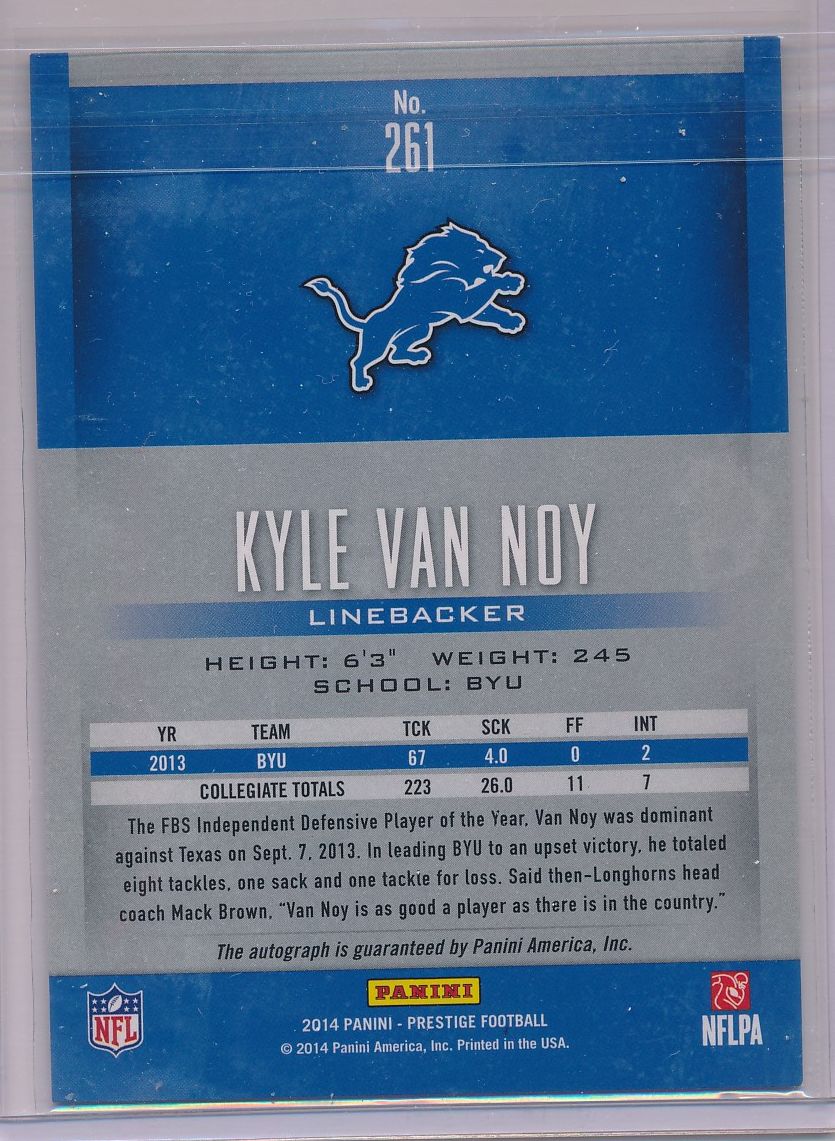 No.
261
KYLE VAN NOY
LINEBACKER
HEIGHT: 6'3" WEIGHT: 245
SCHOOL: BYU
YR TEAM TCK SCK FF INT
2013 BYU 67 4.0 0 2
COLLEGIATE TOTALS 223 26.0 11 7
The FBS Independent Defensive Player of the Year, Van Noy was dominant
against Texas on Sept. 7, 2013. In leading BYU to an upset victory, he totaled
eight tackles, one sack and one tackle for loss. Said then-Longhorns head
coach Mack Brown, “Van Noy is as good a player as there is in the country.”
The autograph is guaranteed by Panini America, Inc.
NFL
PANINI
2014 PANINI - PRESTIGE FOOTBALL
© 2014 Panini America, Inc. Printed in the USA.
NFLPA